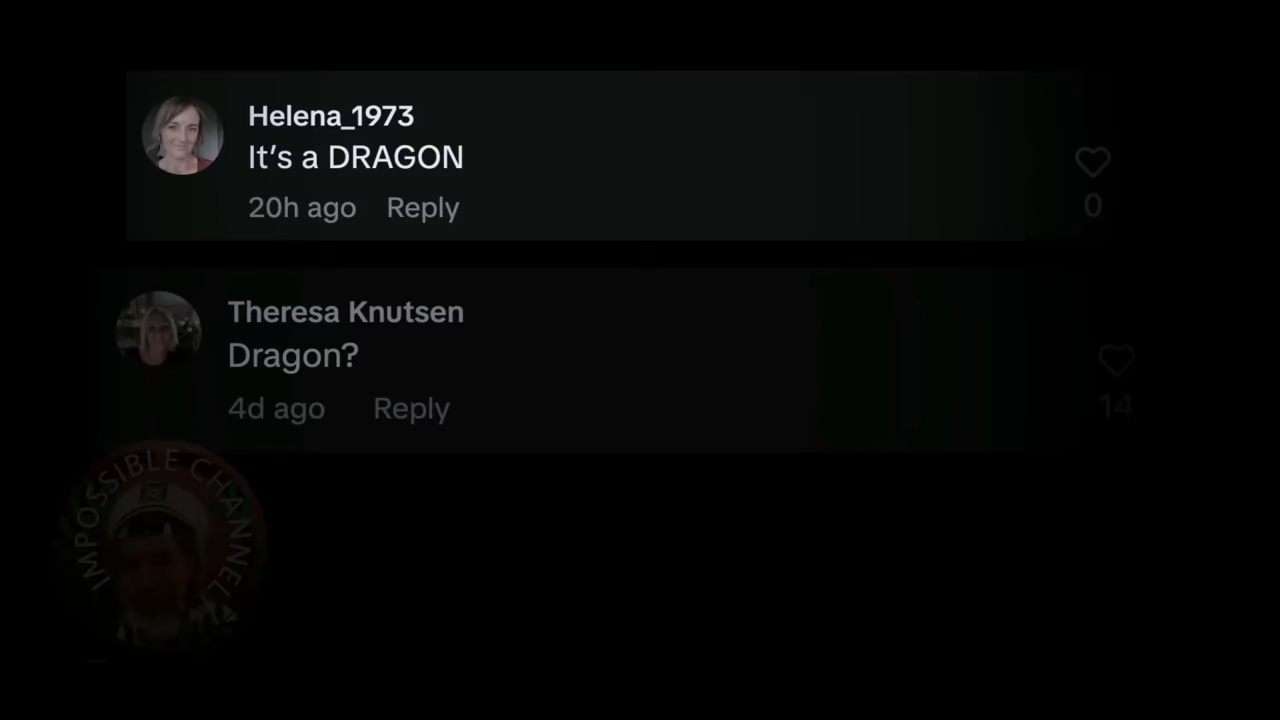 Helena_1973
It’s a DRAGON
20h ago Reply
0
Theresa Knutsen
Dragon?
4d ago Reply
14
IMPOSSIBLE CHANNEL